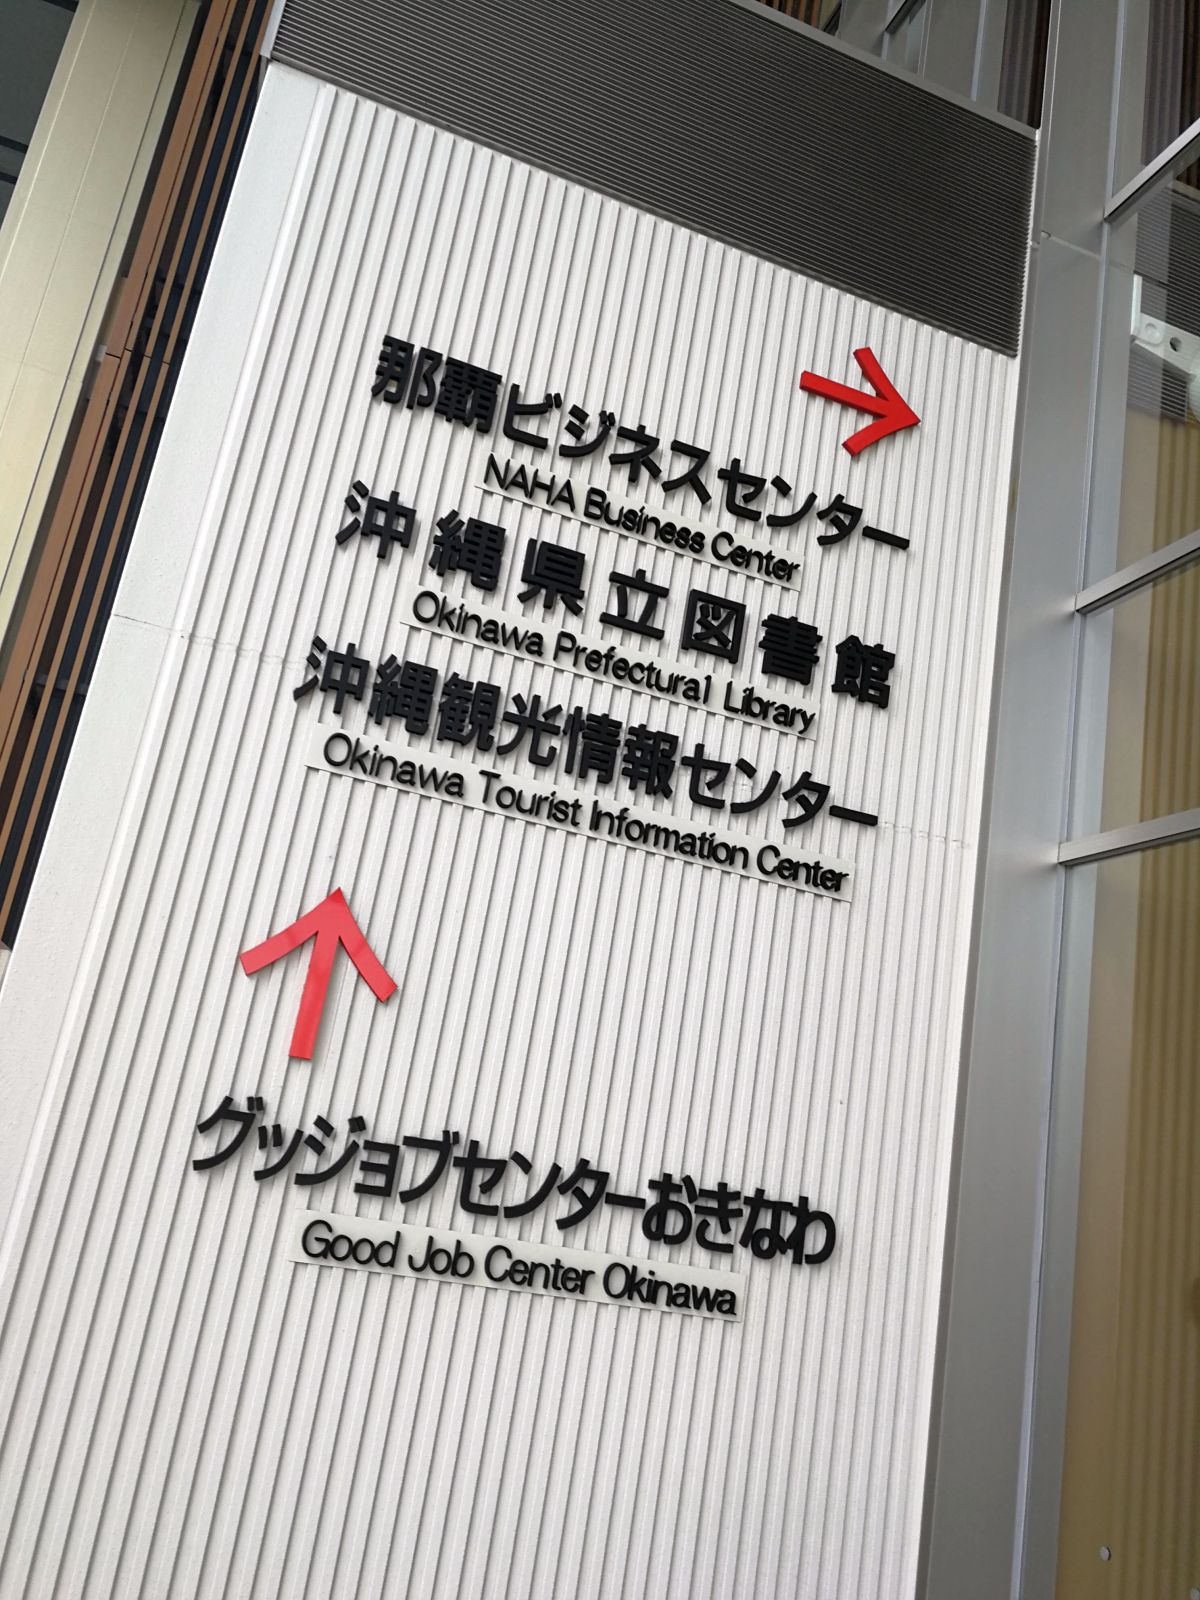 那覇ビジネスセンター
NAHA Business Center
沖縄県立図書館
Okinawa Prefectural Library
沖縄観光情報センター
Okinawa Tourist Information Center
グッジョブセンターおきなわ
Good Job Center Okinawa